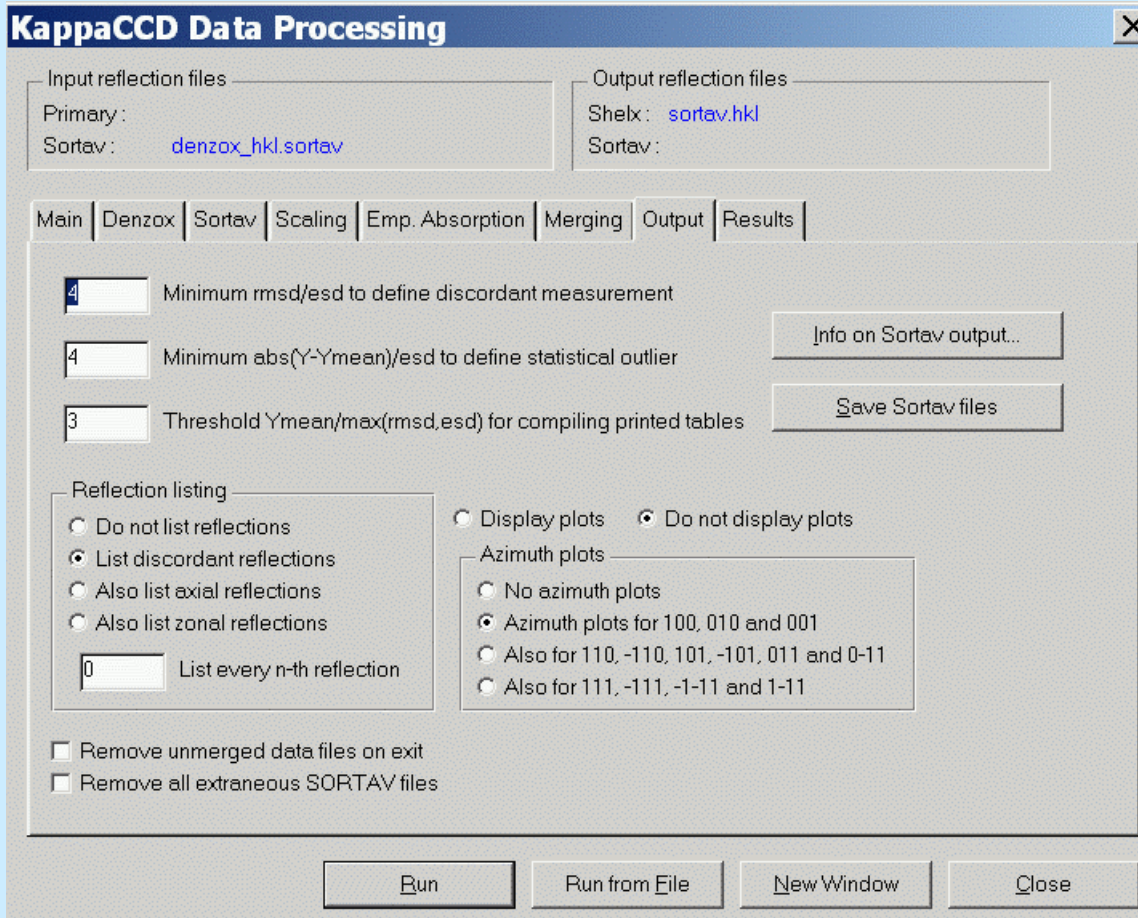 KappaCCD Data Processing
Input reflection files
Primary :
Sortav : denzox_hkl.sortav
Output reflection files
Shelx : sortav.hkl
Sortav :
Main Denzox Sortav Scaling Emp. Absorption Merging Output Results
4 Minimum rmsd/esd to define discordant measurement
4 Minimum abs(Y-Ymean)/esd to define statistical outlier
3 Threshold Ymean/max(rmsd,esd) for compiling printed tables
Info on Sortav output...
Save Sortav files
Reflection listing
Do not list reflections
List discordant reflections
Also list axial reflections
Also list zonal reflections
0 List every n-th reflection
Display plots Do not display plots
Azimuth plots
No azimuth plots
Azimuth plots for 100, 010 and 001
Also for 110, -110, 101, -101, 011 and 0-11
Also for 111, -111, -1-11 and 1-11
Remove unmerged data files on exit
Remove all extraneous SORTAV files
Run Run from File New Window Close